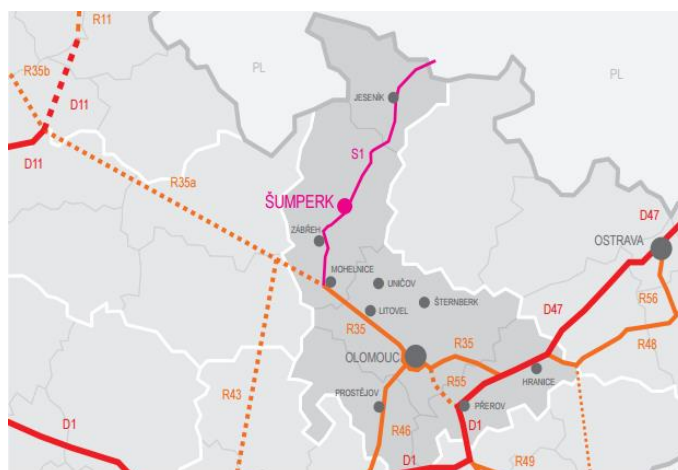 R11
R35b
PL
PL
D11
JESENÍK
D11
S1
R35a
ŠUMPERK
D47
ZÁBŘEH
OSTRAVA
MOHELNICE
UNIČOV
R56
LITOVEL
ŠTERNBERK
D47
R35
R35
R48
OLOMOUC
HRANICE
R55
R43
PROSTĚJOV
PŘEROV
D1
R46
D1
D1
R49